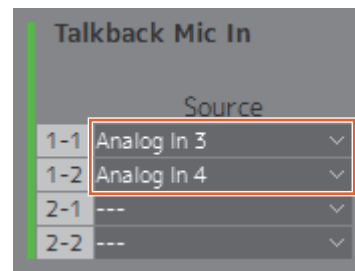 Talkback Mic In
Source
1-1 Analog In 3
1-2 Analog In 4
2-1 ---
2-2 ---